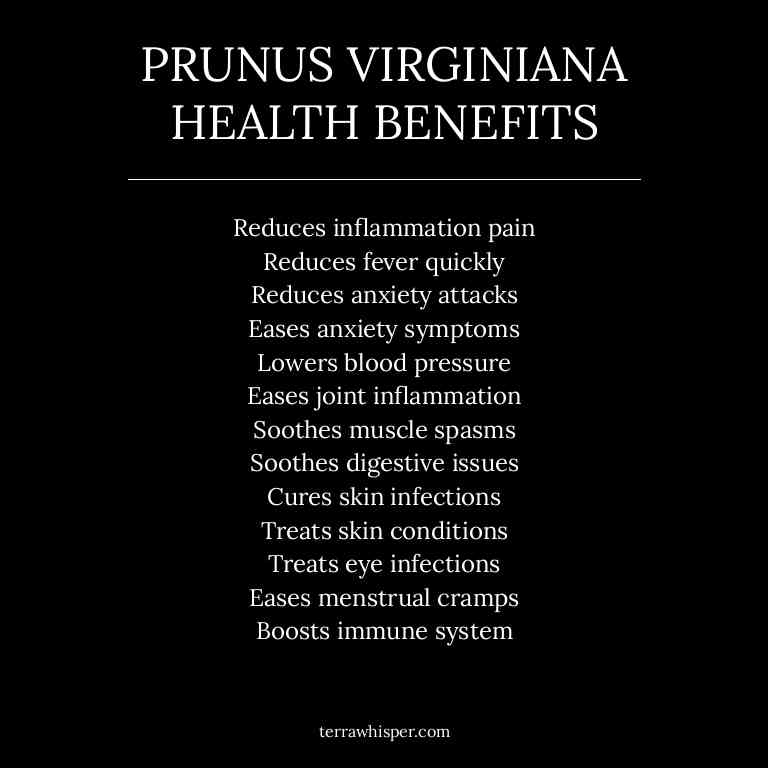 PRUNUS VIRGINIANA
HEALTH BENEFITS
Reduces inflammation pain
Reduces fever quickly
Reduces anxiety attacks
Eases anxiety symptoms
Lowers blood pressure
Eases joint inflammation
Soothes muscle spasms
Soothes digestive issues
Cures skin infections
Treats skin conditions
Treats eye infections
Eases menstrual cramps
Boosts immune system
terrawhisper.com